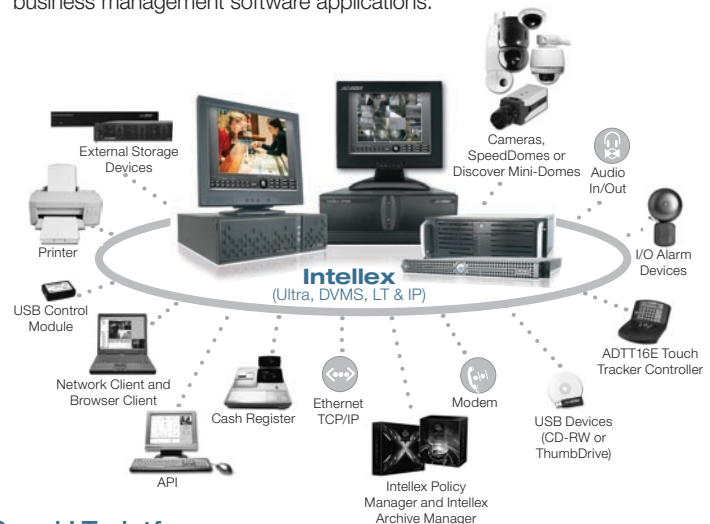 business management software applications.
Cameras,
SpeedDomes or
Discover Mini-Domes
External Storage
Devices
Audio
In/Out
Printer
I/O Alarm
Devices
Intellex
(Ultra, DVMS, LT & IP)
USB Control
Module
ADTT16E Touch
Tracker Controller
Network Client and
Browser Client
Cash Register
Ethernet
TCP/IP
Modem
USB Devices
(CD-RW or
ThumbDrive)
API
Intellex Policy
Manager and Intellex
Archive Manager